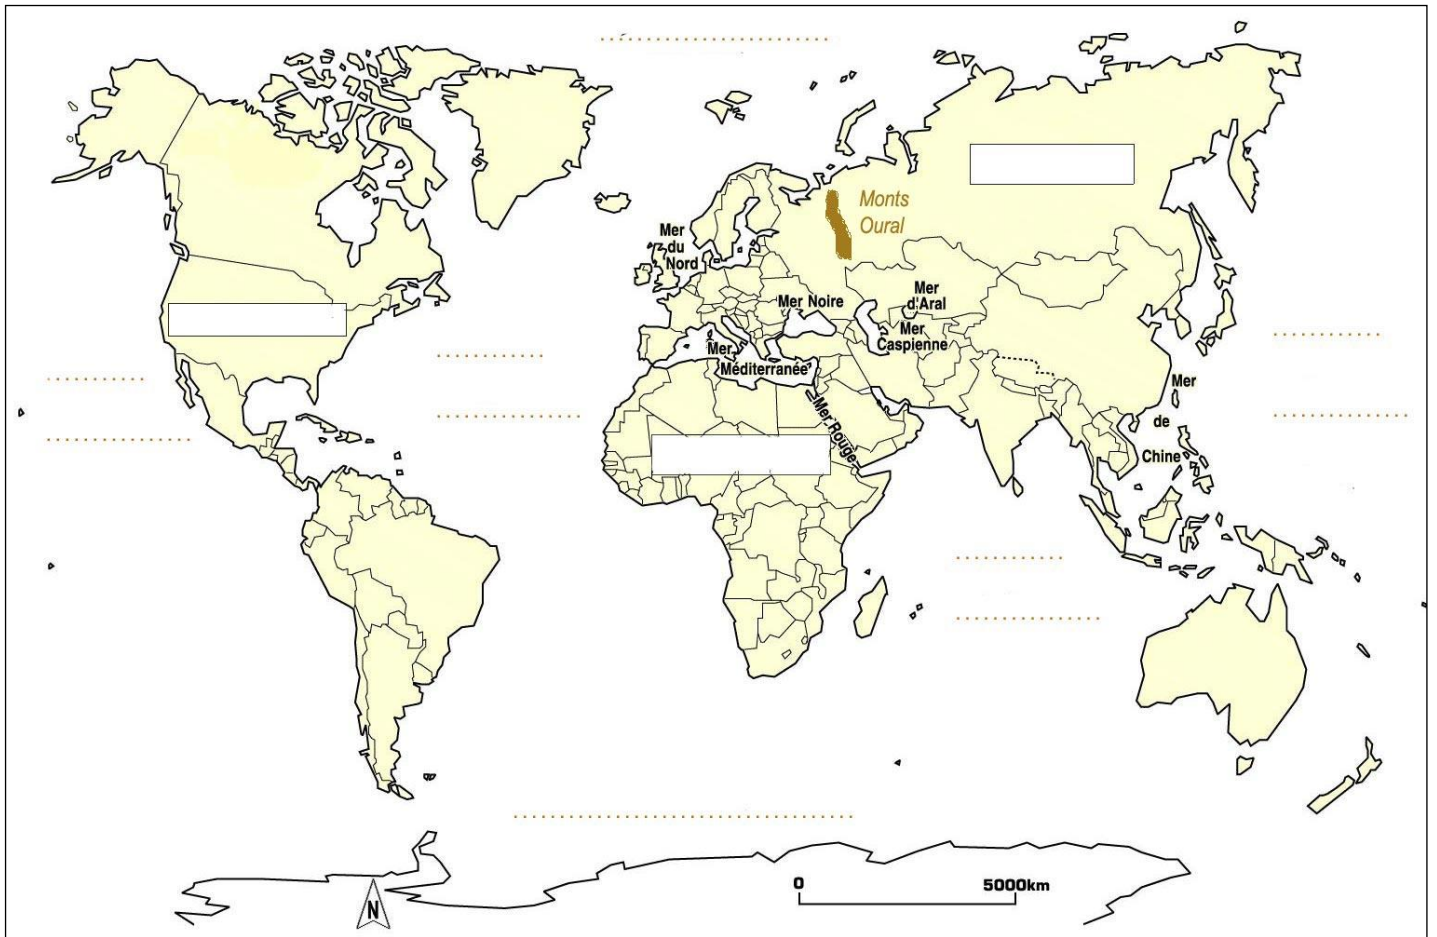 Monts
Oural
Mer
du
Nord
Mer Noire
Mer
d'Aral
Mer
Caspienne
Mer
Méditerranée
Mer Rouge
Mer
de
Chine
0 5000km
N